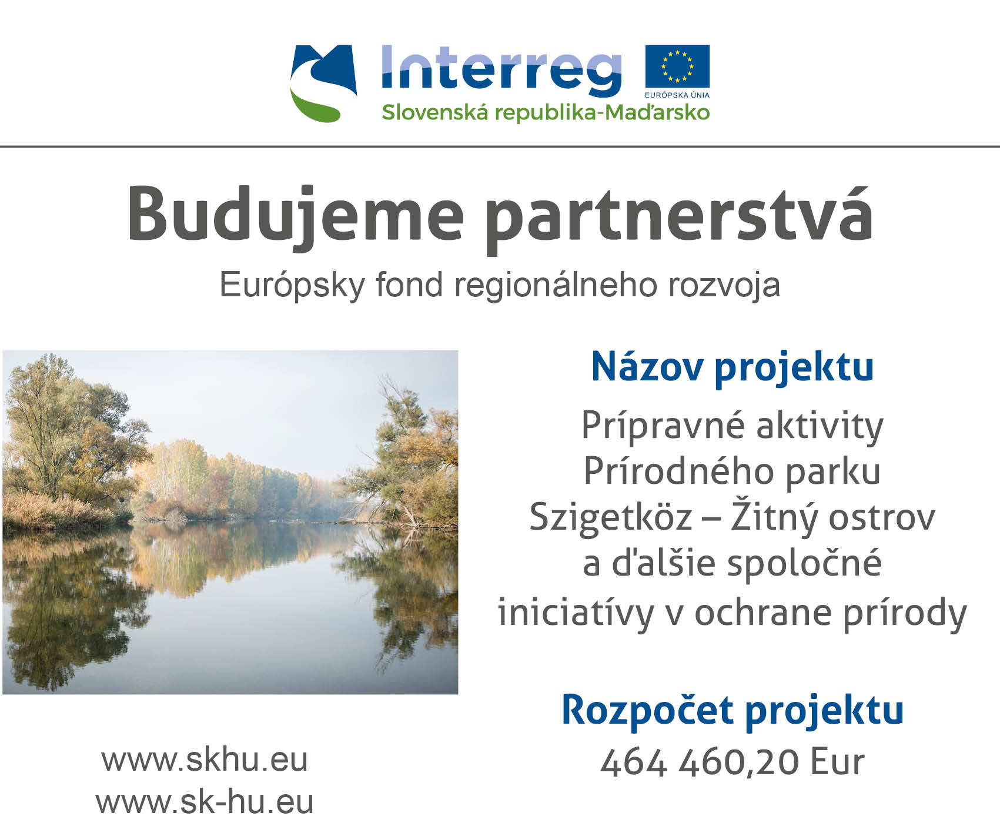 Interreg
EURÓPSKA ÚNIA
Slovenská republika-Maďarsko
Budujeme partnerstvá
Európsky fond regionálneho rozvoja
Názov projektu
Prípravné aktivity
Prírodného parku
Szigetköz – Žitný ostrov
a ďalšie spoločné
iniciatívy v ochrane prírody
Rozpočet projektu
464 460,20 Eur
www.skhu.eu
www.sk-hu.eu